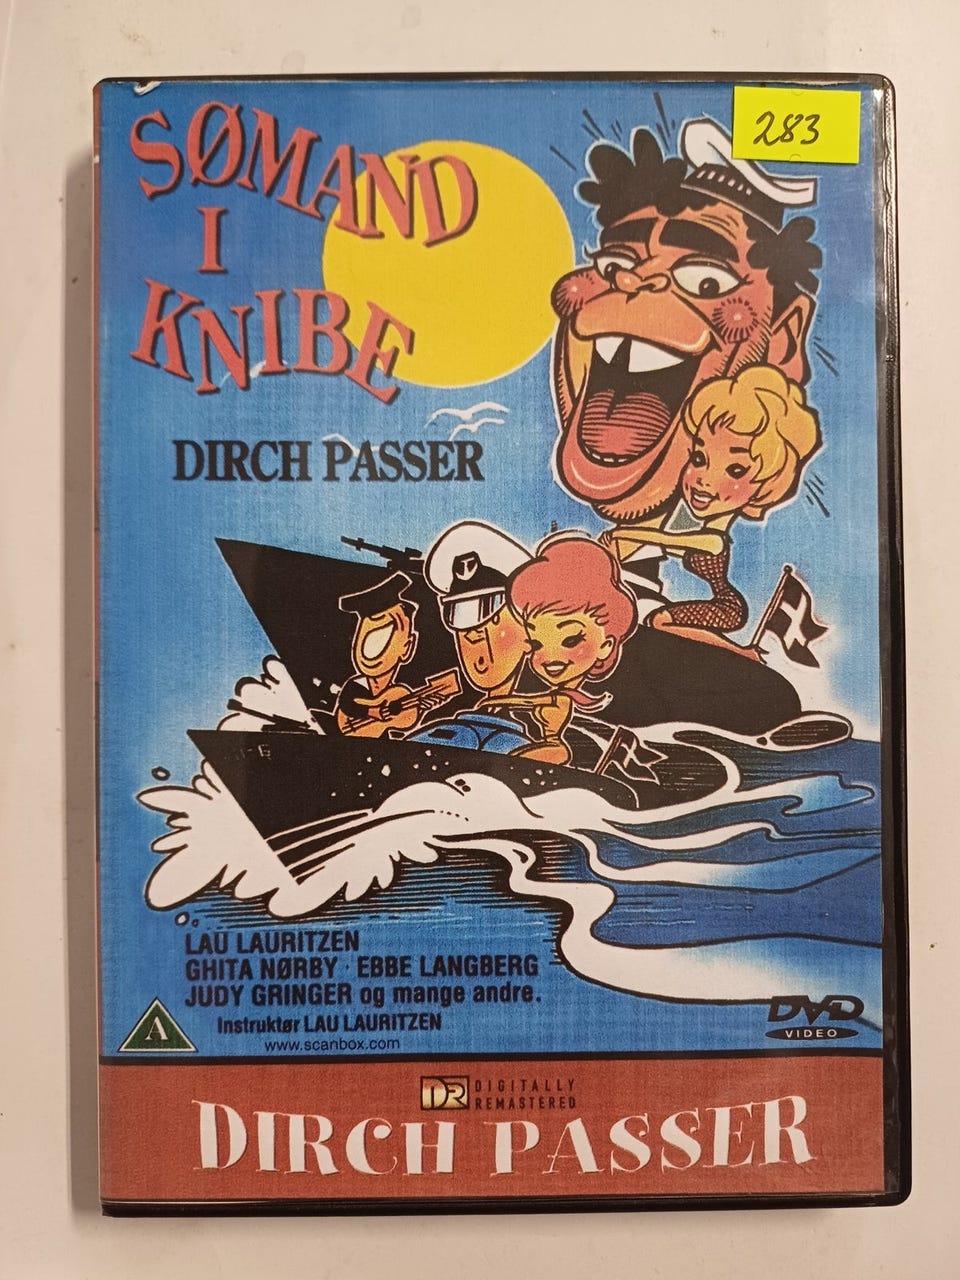 283
SØMAND
I
KNIBE
DIRCH PASSER
LAU LAURITZEN
GHITA NØRBY · EBBE LANGBERG
JUDY GRINGER og mange andre.
Instruktør LAU LAURITZEN
www.scanbox.com
A
DVD
VIDEO
DR DIGITALLY
REMASTERED
DIRCH PASSER